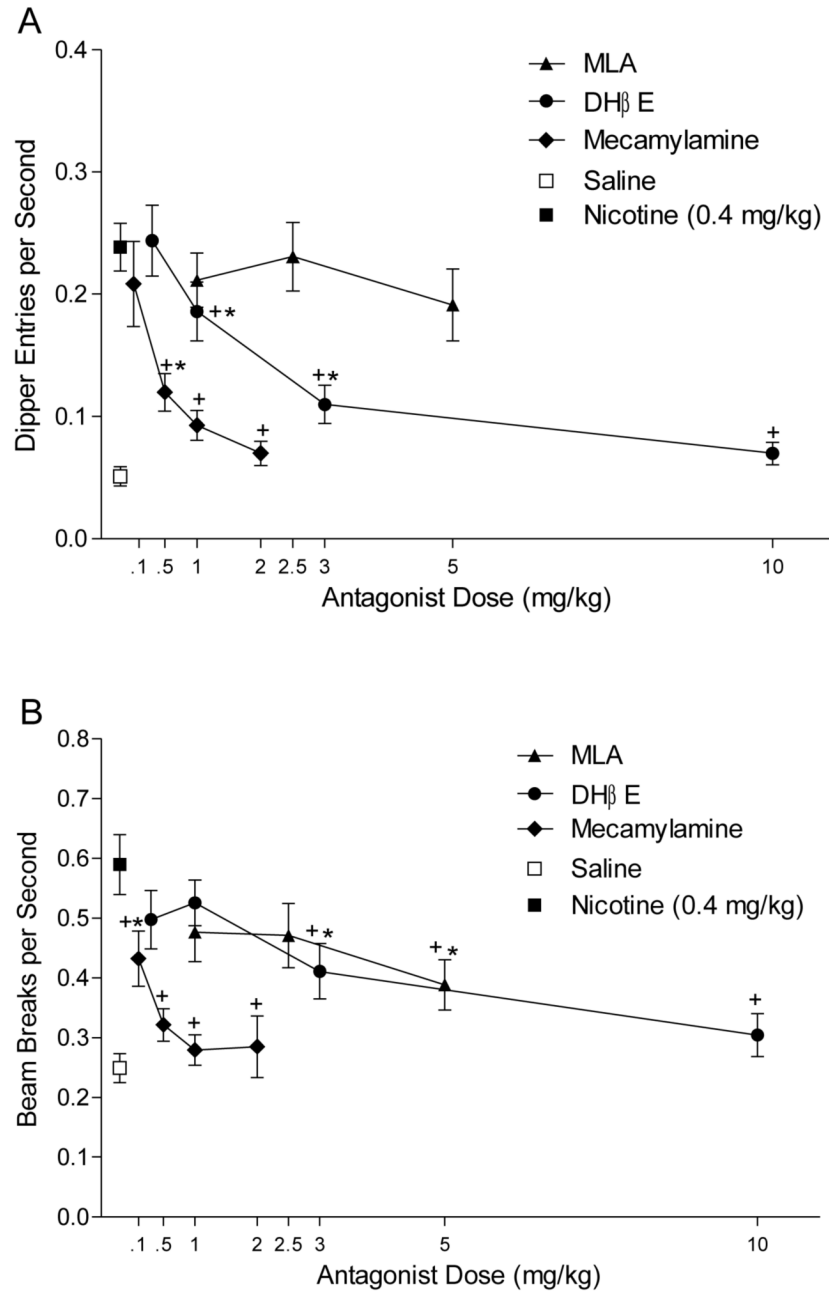 A
0.4
0.3
0.2
0.1
0.0
Dipper Entries per Second
MLA
DHβ E
Mecamylamine
Saline
Nicotine (0.4 mg/kg)
+*
+*
+
+
+*
+
.1 .5 1 2 2.5 3 5 10
Antagonist Dose (mg/kg)
B
0.8
0.7
0.6
0.5
0.4
0.3
0.2
0.1
0.0
Beam Breaks per Second
MLA
DHβ E
Mecamylamine
Saline
Nicotine (0.4 mg/kg)
+*
+
+
+
+*
+*
+
.1 .5 1 2 2.5 3 5 10
Antagonist Dose (mg/kg)